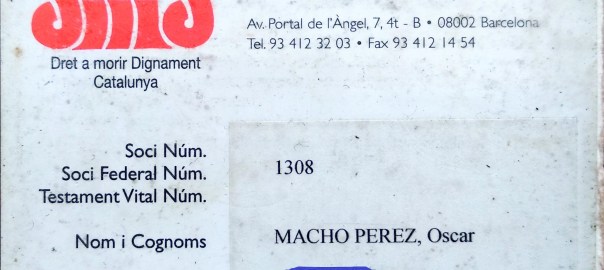 Av. Portal de l'Àngel, 7, 4t - B • 08002 Barcelona
Tel. 93 412 32 03 • Fax 93 412 14 54
Dret a morir Dignament
Catalunya
Soci Núm.
Soci Federal Núm. 1308
Testament Vital Núm.
Nom i Cognoms MACHO PEREZ, Oscar